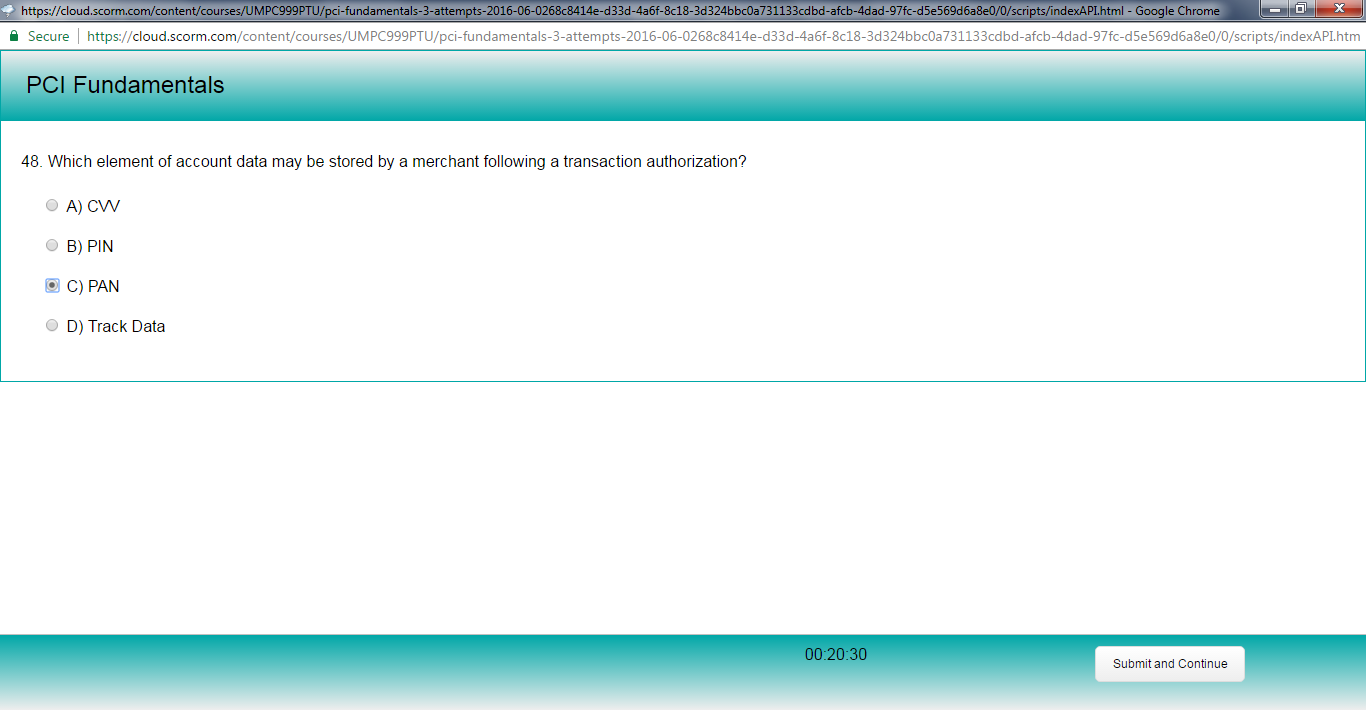 https://cloud.scorm.com/content/courses/UMPC999PTU/pci-fundamentals-3-attempts-2016-06-0268c8414e-d33d-4a6f-8c18-3d324bbc0a731133cdbd-afcb-4dad-97fc-d5e569d6a8e0/0/scripts/indexAPI.html - Google Chrome
Secure https://cloud.scorm.com/content/courses/UMPC999PTU/pci-fundamentals-3-attempts-2016-06-0268c8414e-d33d-4a6f-8c18-3d324bbc0a731133cdbd-afcb-4dad-97fc-d5e569d6a8e0/0/scripts/indexAPI.htm
PCI Fundamentals
48. Which element of account data may be stored by a merchant following a transaction authorization?
A) CVV
B) PIN
C) PAN
D) Track Data
00:20:30
Submit and Continue